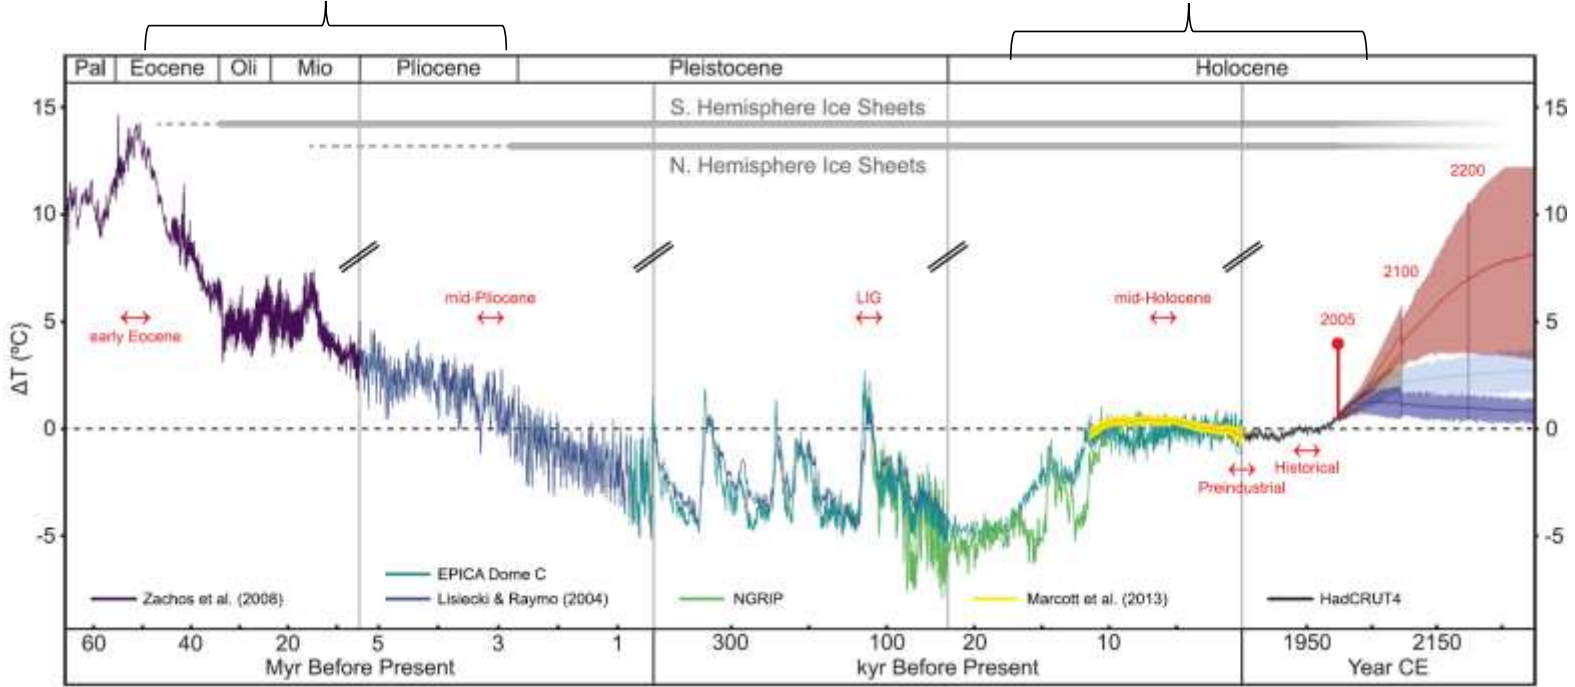 Pal Eocene Oli Mio Pliocene Pleistocene Holocene
15 S. Hemisphere Ice Sheets 15
N. Hemisphere Ice Sheets
2200
10 10
2100
mid-Pliocene LIG mid-Holocene
2005
5 5
early Eocene
ΔT (ºC)
0 0
Historical
Preindustrial
-5 -5
EPICA Dome C
Zachos et al. (2008) Lisiecki & Raymo (2004) NGRIP Marcott et al. (2013) HadCRUT4
60 40 20 5 3 1 300 100 20 10 1950 2150
Myr Before Present kyr Before Present Year CE